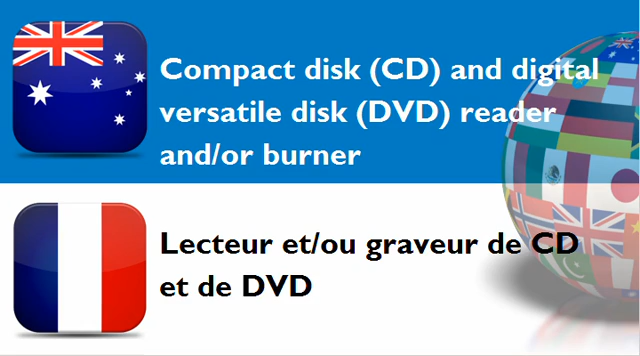 Compact disk (CD) and digital
versatile disk (DVD) reader
and/or burner
Lecteur et/ou graveur de CD
et de DVD